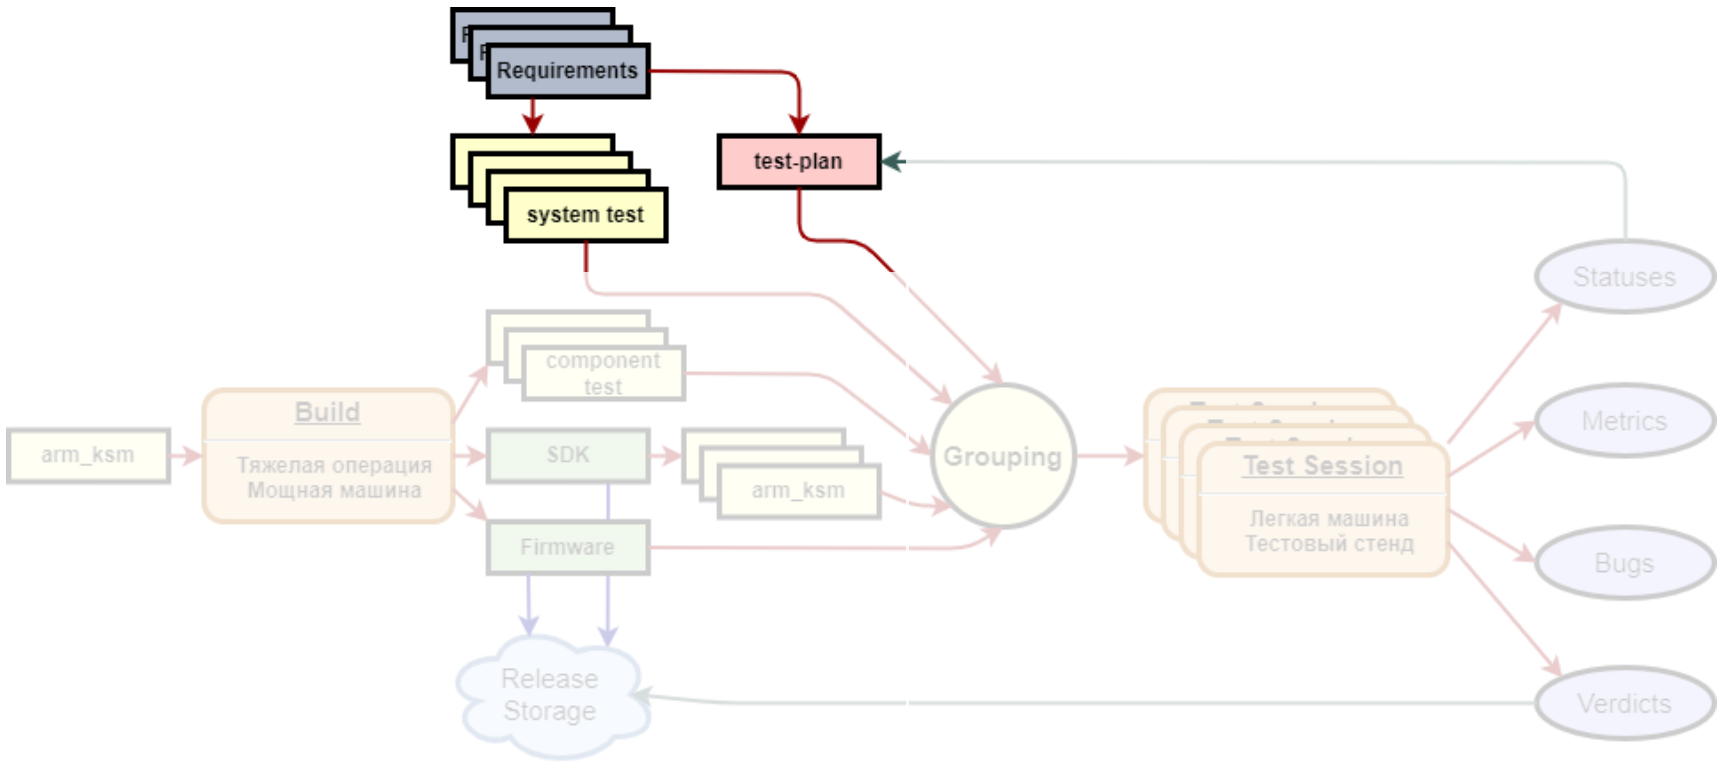 Requirements
test-plan
system test
Statuses
component
test
Build
Тяжелая операция
Мощная машина
arm_ksm
SDK
arm_ksm
Firmware
Grouping
Test Session
Легкая машина
Тестовый стенд
Metrics
Bugs
Release
Storage
Verdicts